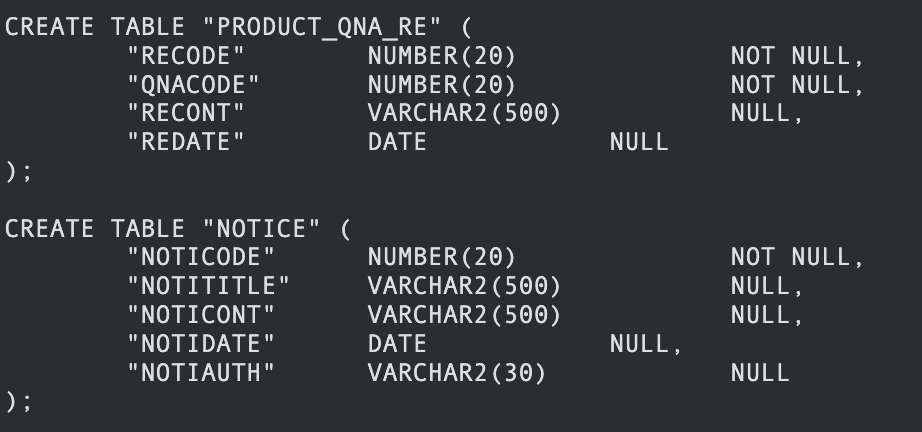 CREATE TABLE "PRODUCT_QNA_RE" (
"RECODE" NUMBER(20) NOT NULL,
"QNACODE" NUMBER(20) NOT NULL,
"RECONT" VARCHAR2(500) NULL,
"REDATE" DATE NULL
);
CREATE TABLE "NOTICE" (
"NOTICODE" NUMBER(20) NOT NULL,
"NOTITITLE" VARCHAR2(500) NULL,
"NOTICONT" VARCHAR2(500) NULL,
"NOTIDATE" DATE NULL,
"NOTIAUTH" VARCHAR2(30) NULL
);